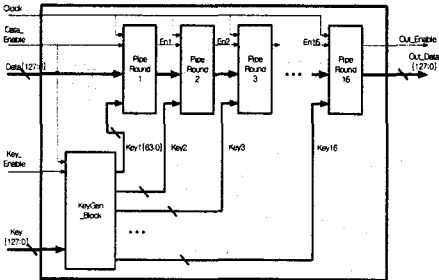 Clock
Data_
Enable
Data[127:0]
Pipe
Round
1
En1
Pipe
Round
2
En2
Pipe
Round
3
...
En15
Pipe
Round
16
Out_Enable
Out_Data
[127:0]
Key1[63:0]
Key2
Key3
Key16
Key_
Enable
KeyGen
_Block
...
Key
[127:0]